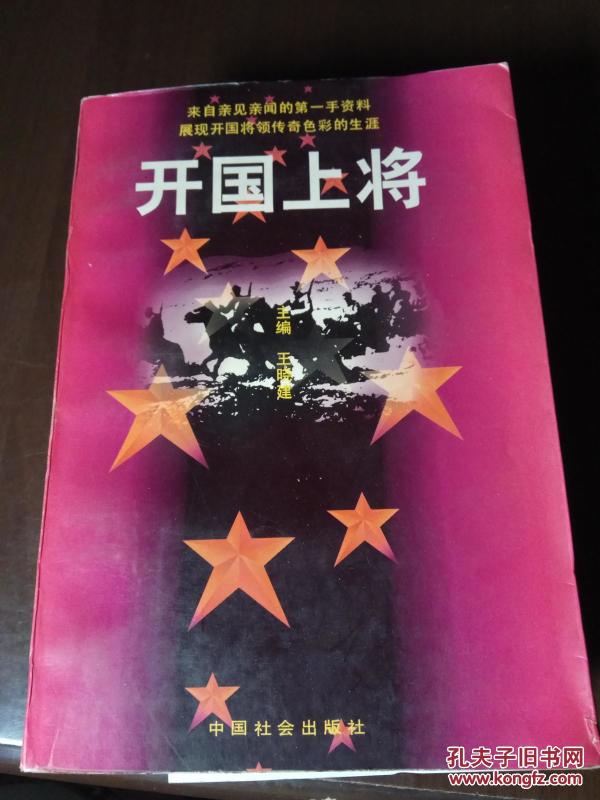 来自亲见亲闻的第一手资料
展现开国将领传奇色彩的生涯
开国上将
主编 王晓建
中国社会出版社
孔夫子旧书网
www.kongfz.com